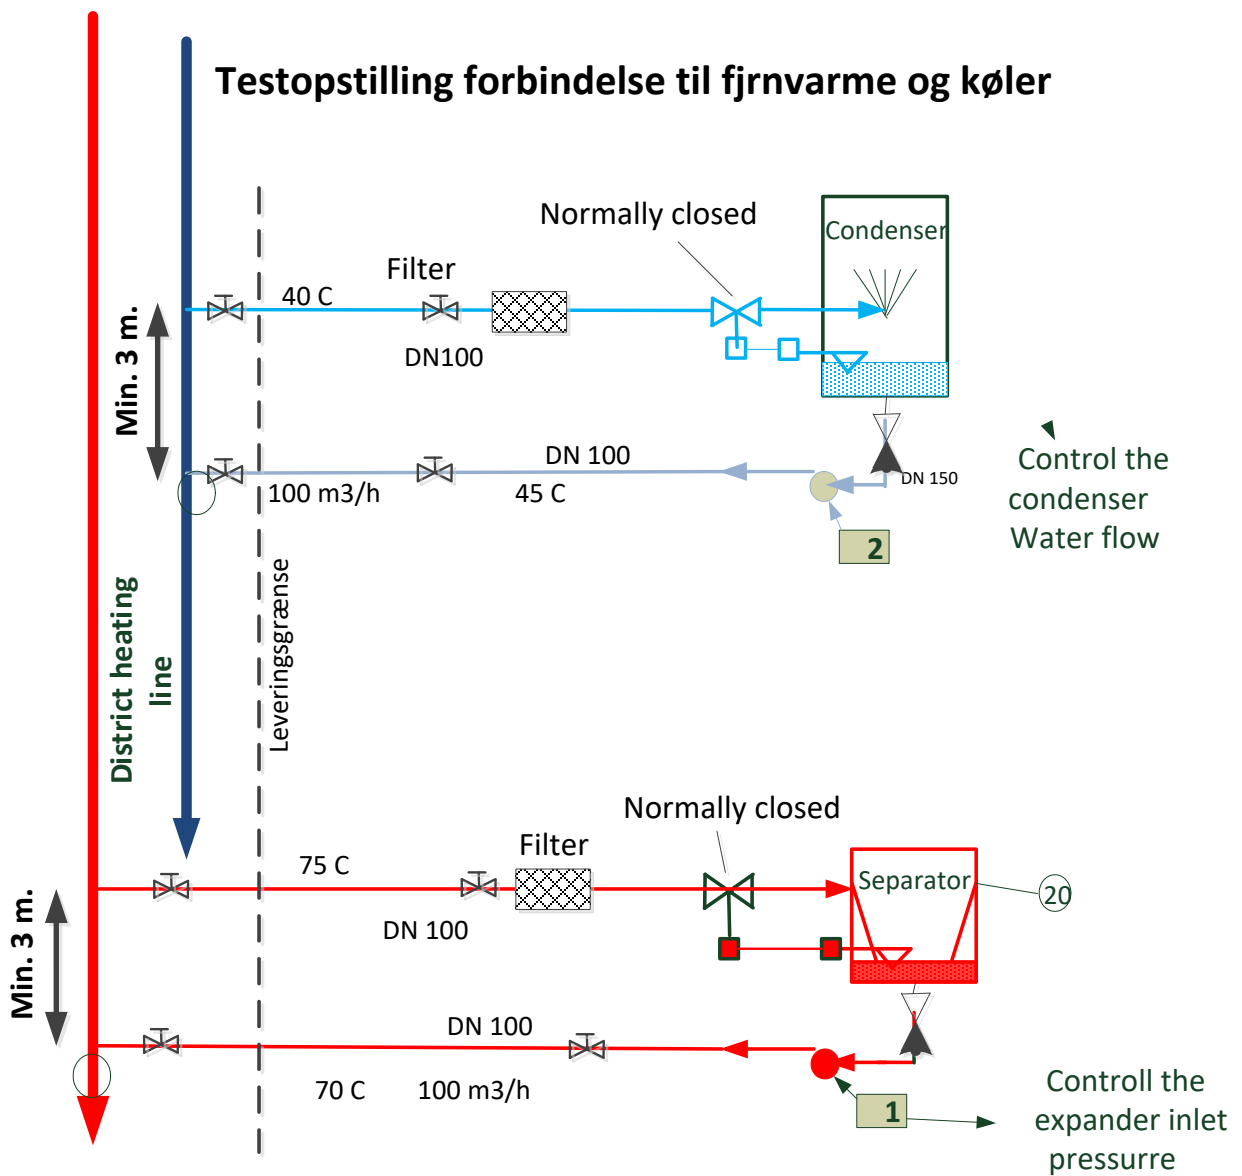 Testopstilling forbindelse til fjrnvarme og køler
Normally closed
Condenser
Filter
40 C
DN100
Min. 3 m.
DN 100
100 m3/h
45 C
DN 150
2
Control the
condenser
Water flow
District heating
line
Leveringsgrænse
Normally closed
Filter
75 C
Separator
20
DN 100
Min. 3 m.
DN 100
70 C
100 m3/h
1
Controll the
expander inlet
pressurre